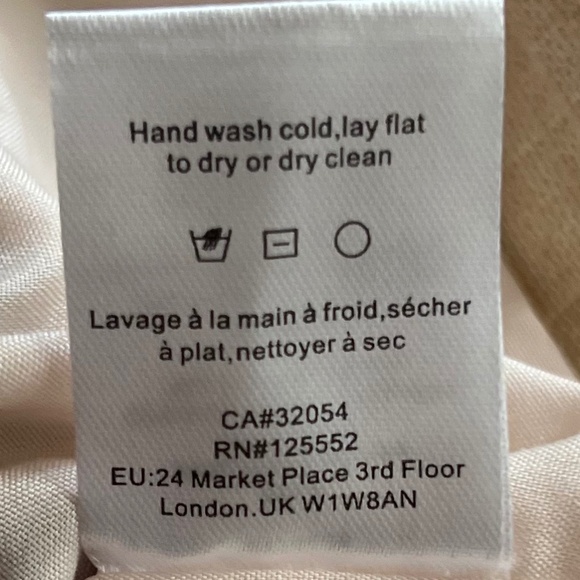 Hand wash cold,lay flat
to dry or dry clean
Lavage à la main à froid,sécher
à plat,nettoyer à sec
CA#32054
RN#125552
EU:24 Market Place 3rd Floor
London.UK W1W8AN